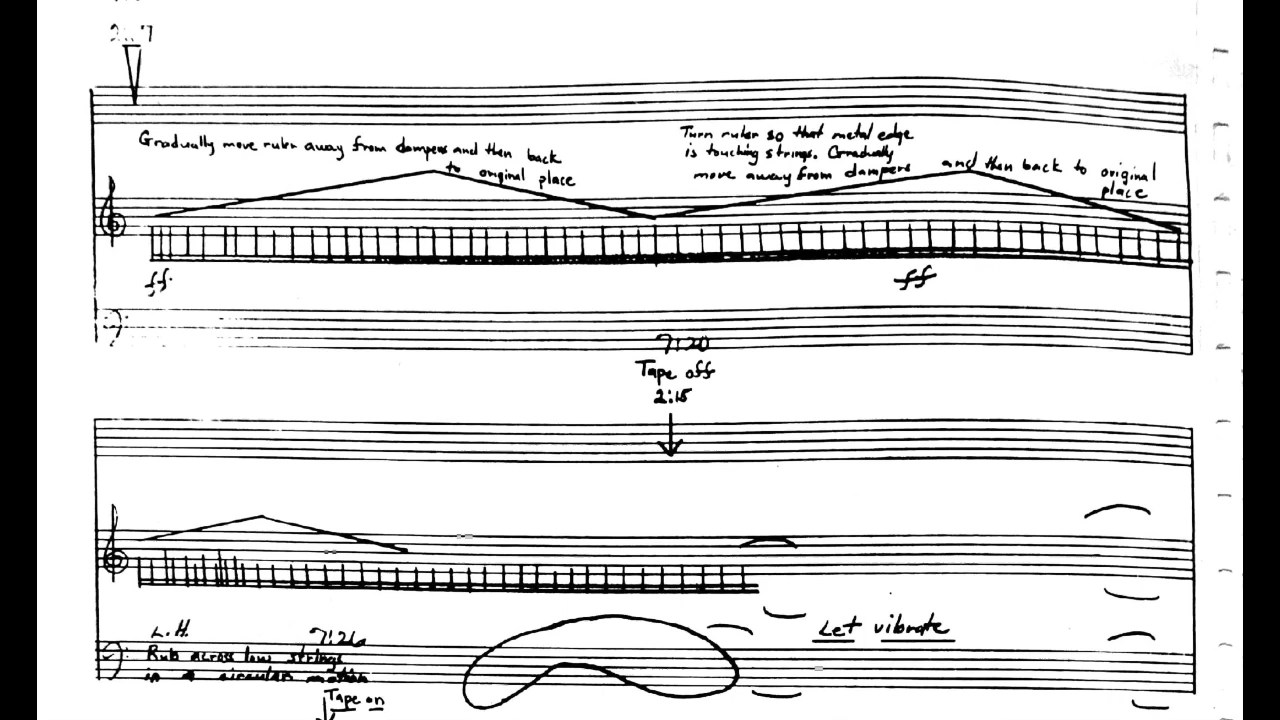 Gradually move ruler away from dampers and then back
to original place
Turn ruler so that metal edge
is touching strings. Gradually
move away from dampers and then back to original
place
ff
ff
7:20
Tape off
2:15
L.H.
Rub across low strings
in a circular motion
7:26
Tape on
Let vibrate